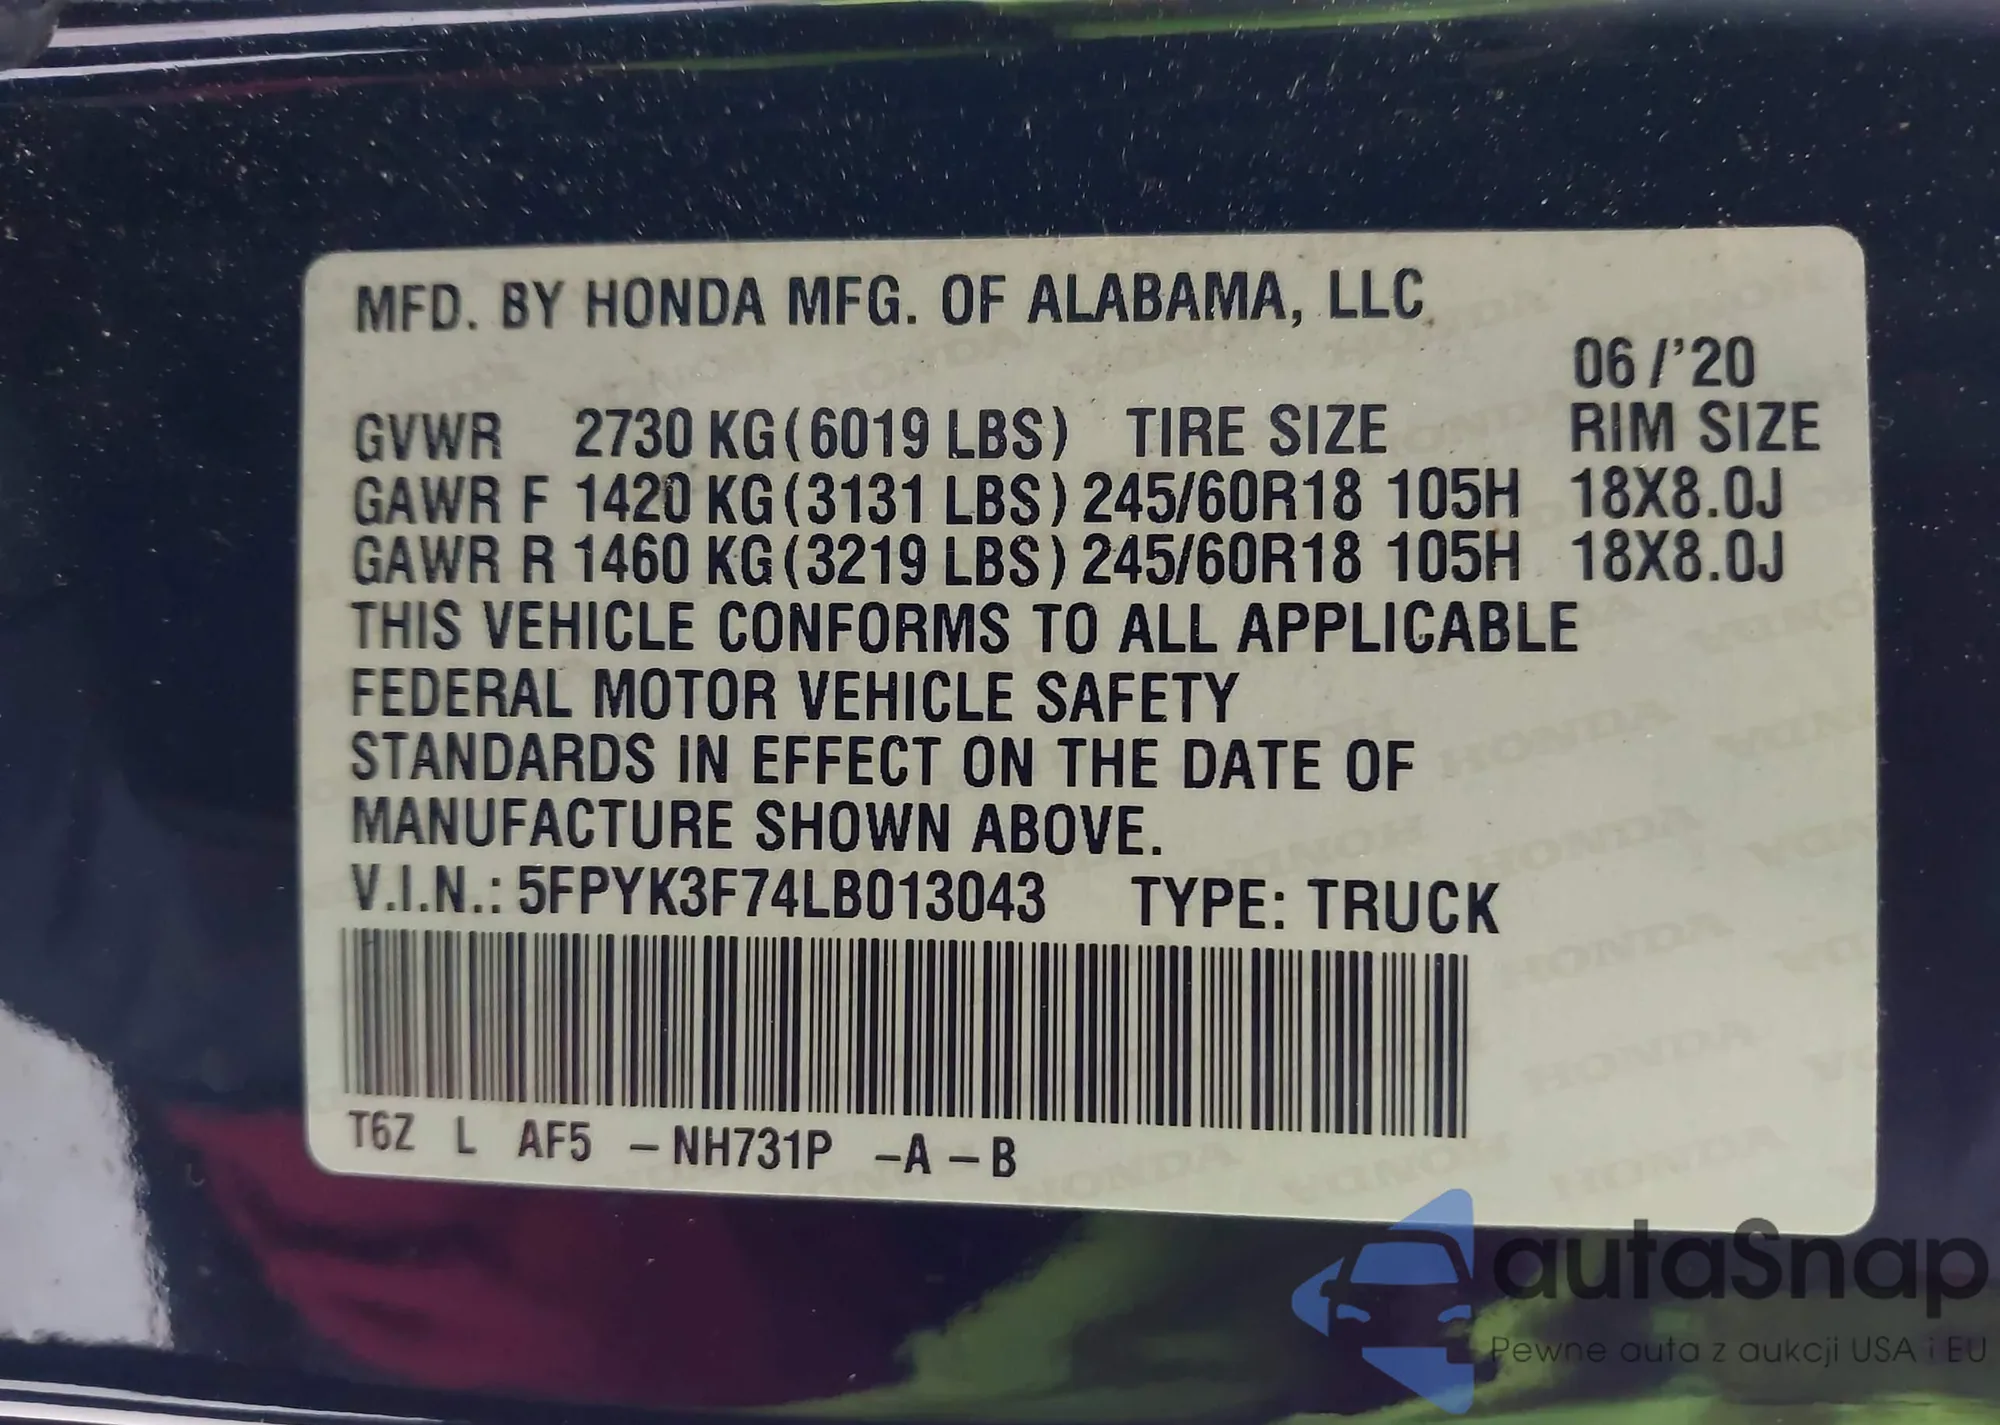 MFD. BY HONDA MFG. OF ALABAMA, LLC
06/'20
GVWR 2730 KG(6019 LBS) TIRE SIZE RIM SIZE
GAWR F 1420 KG(3131 LBS) 245/60R18 105H 18X8.0J
GAWR R 1460 KG(3219 LBS) 245/60R18 105H 18X8.0J
THIS VEHICLE CONFORMS TO ALL APPLICABLE
FEDERAL MOTOR VEHICLE SAFETY
STANDARDS IN EFFECT ON THE DATE OF
MANUFACTURE SHOWN ABOVE.
V.I.N.: 5FPYK3F74LB013043 TYPE: TRUCK
T6Z L AF5 -NH731P -A-B
autaSnap
Pewne auta z aukcji USA i EU